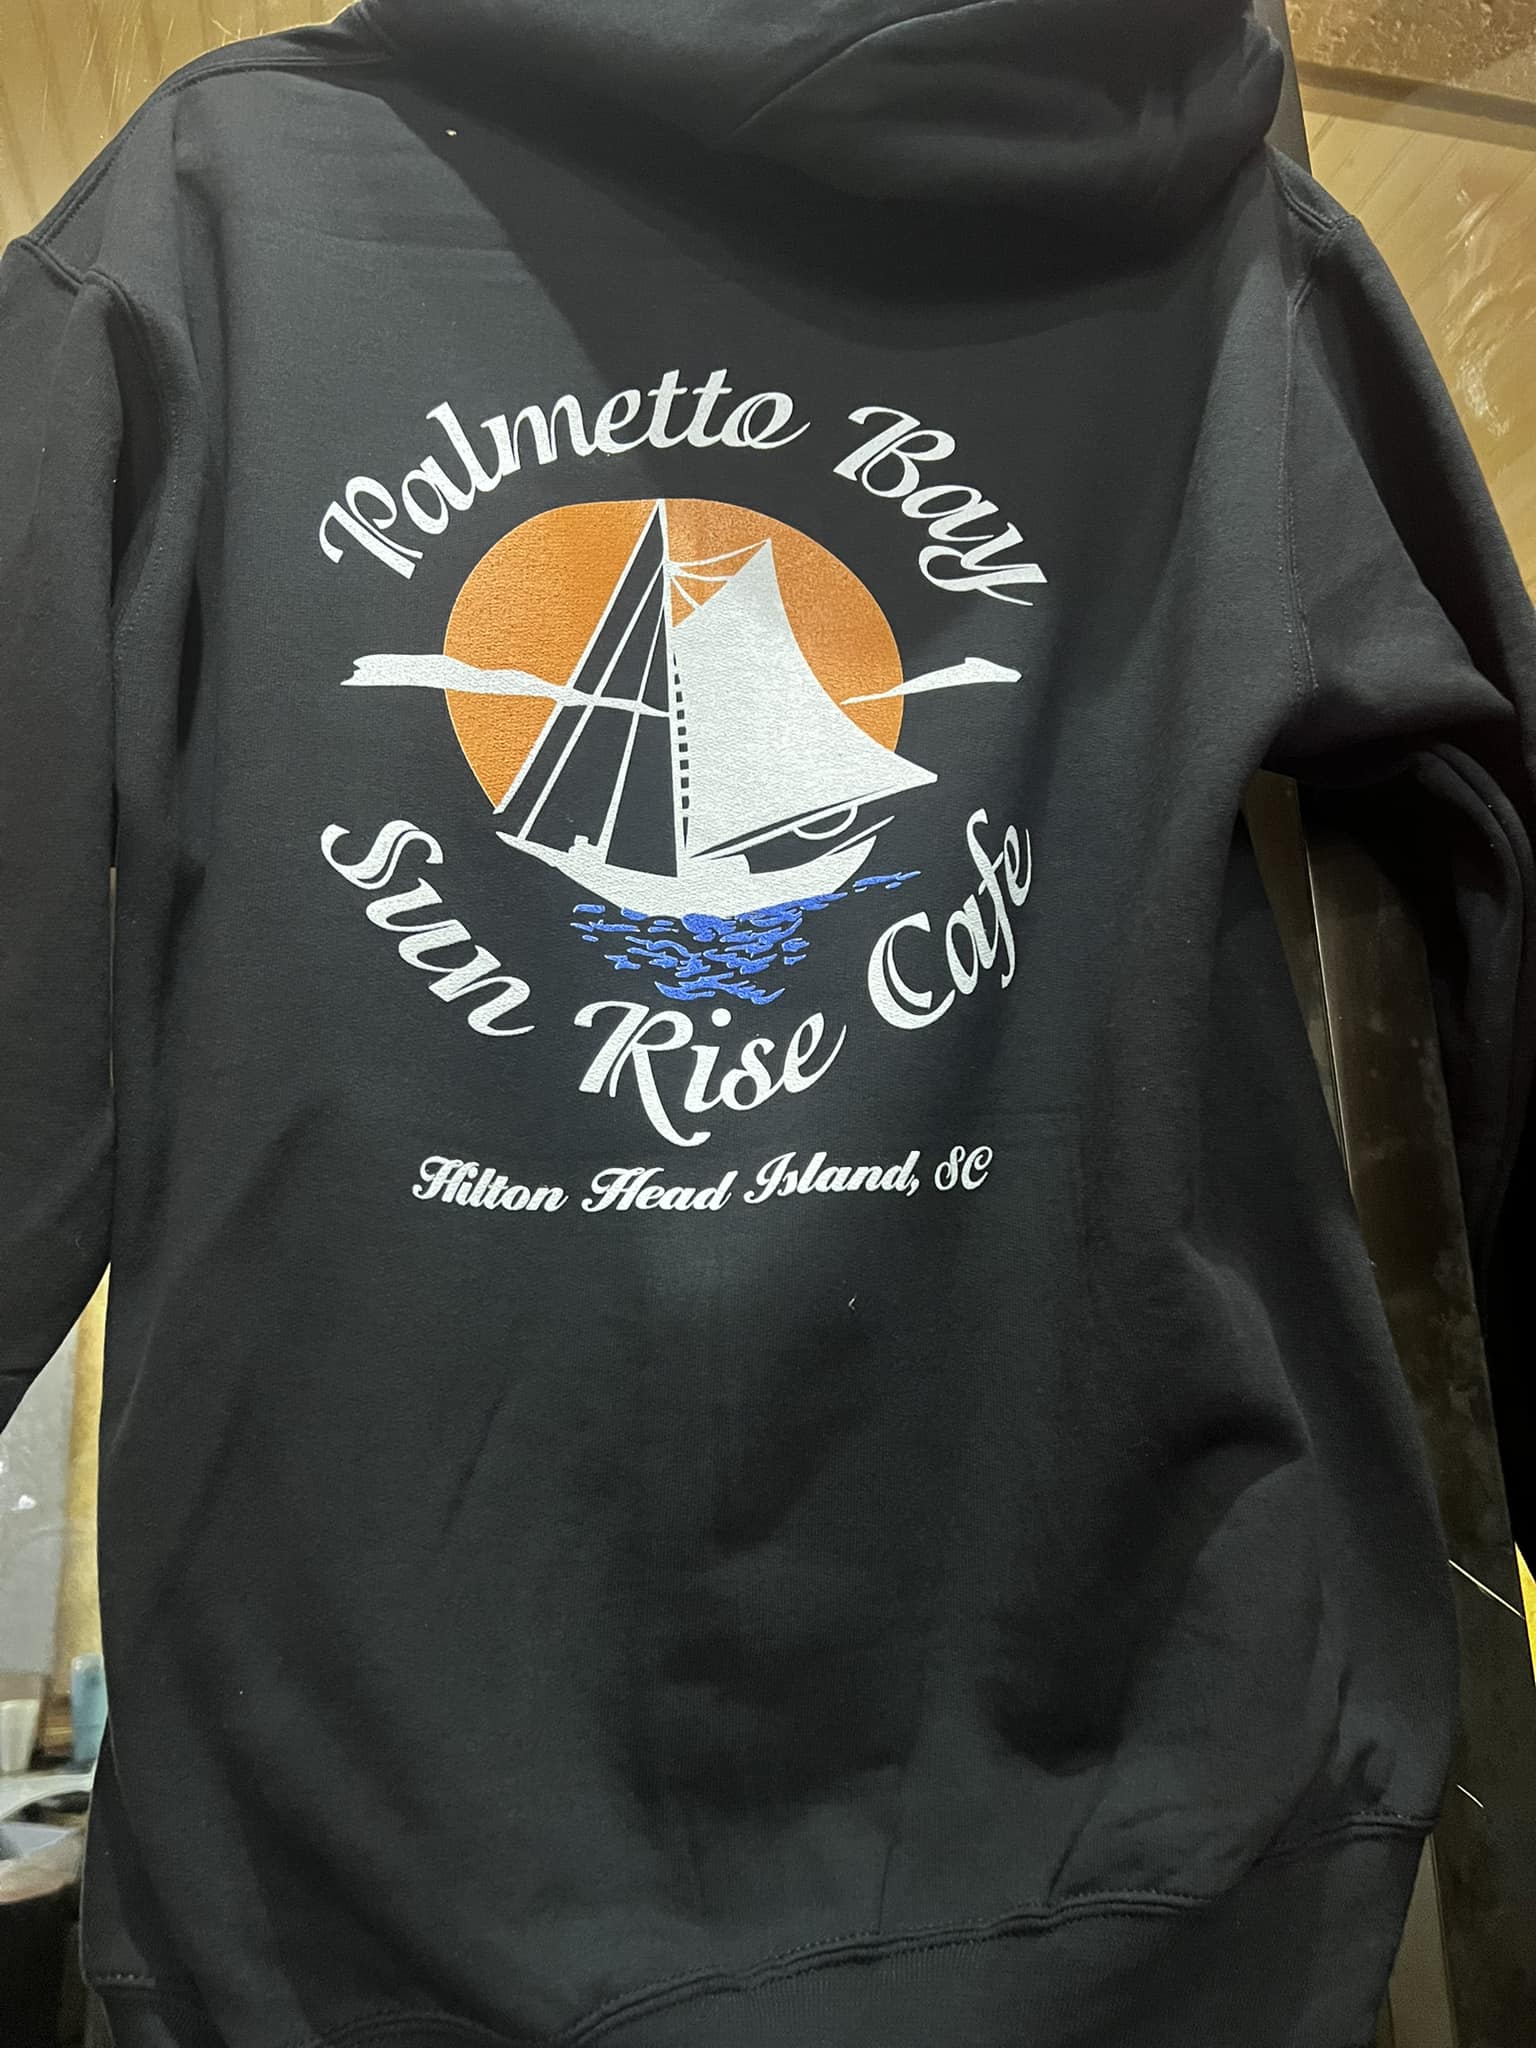 Palmetto Bay
Sun Rise Cafe
Hilton Head Island, SC